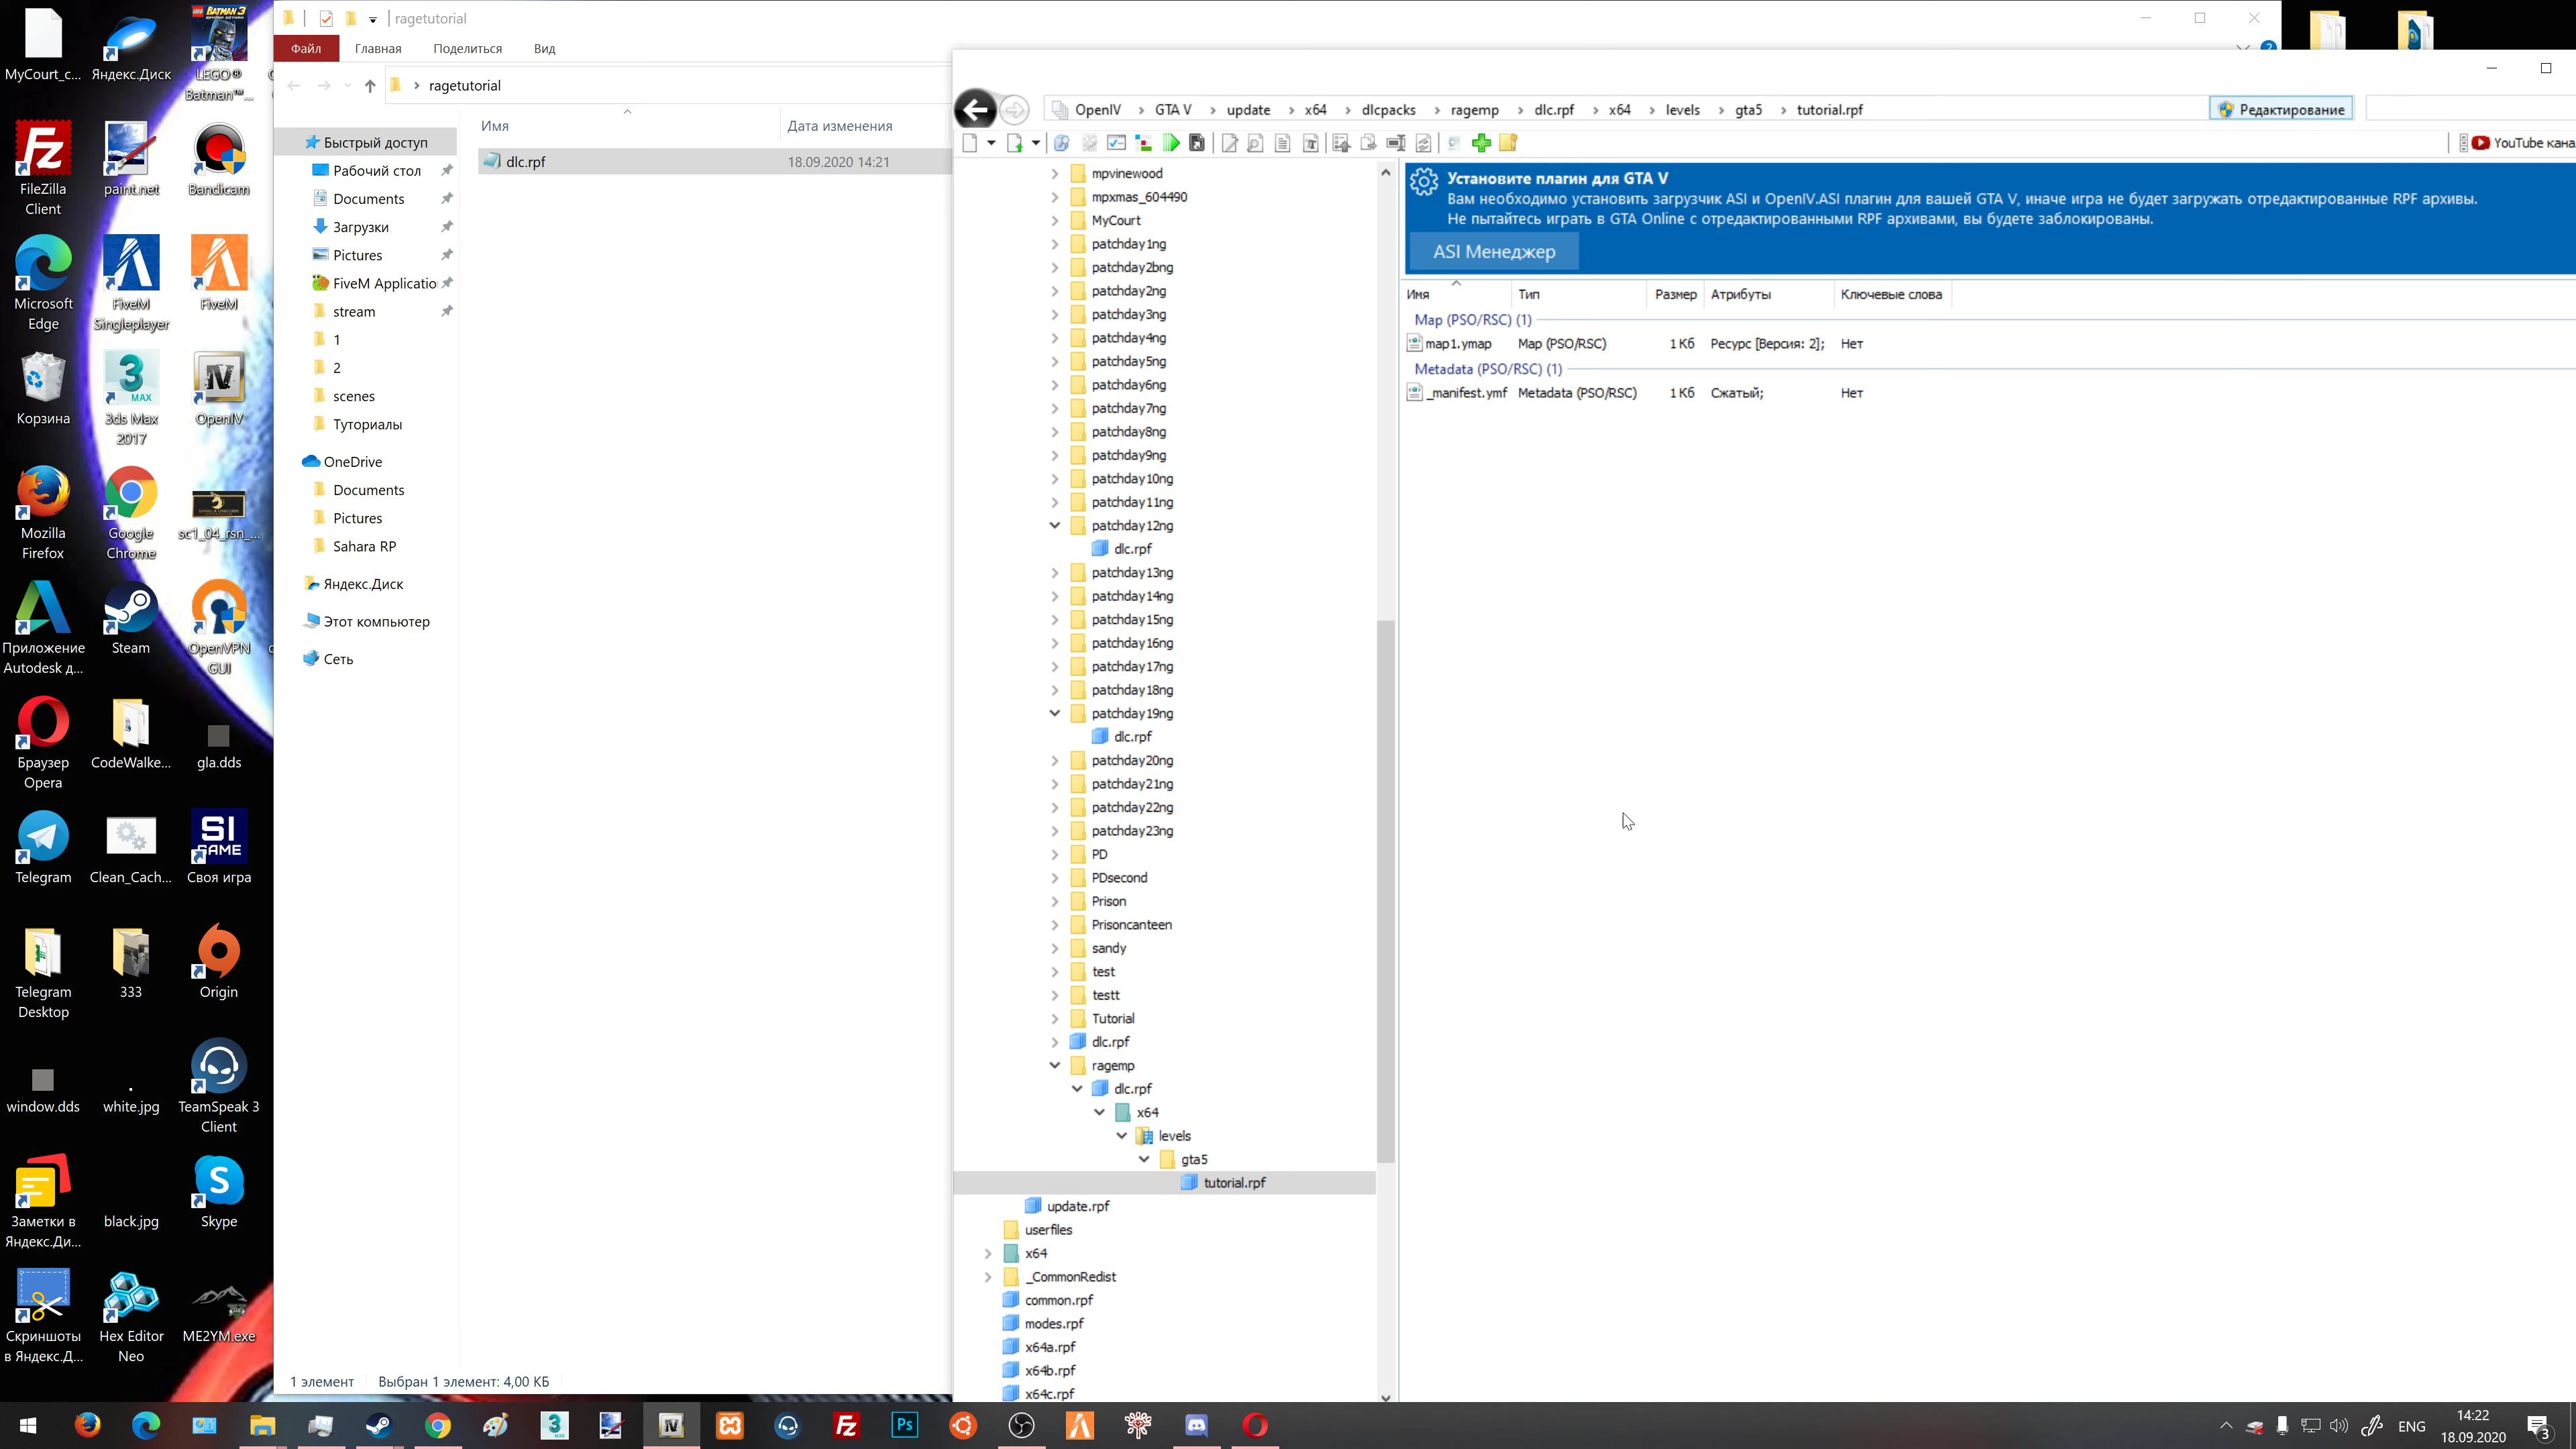 MyCourt_c...
Яндекс.Диск
LEGO®
Batman™...
FileZilla
Client
paint.net
Bandicam
Microsoft
Edge
FiveM
Singleplayer
FiveM
Корзина
3ds Max
2017
OpenIV
Mozilla
Firefox
Google
Chrome
sc1_04_rsn_...
Приложение
Autodesk д...
Steam
OpenVPN
GUI
Браузер
Opera
CodeWalke...
gla.dds
Telegram
Clean_Cach...
Своя игра
Telegram
Desktop
333
Origin
window.dds
white.jpg
TeamSpeak 3
Client
Заметки в
Яндекс.Ди...
black.jpg
Skype
Скриншоты
в Яндекс.Д...
Hex Editor
Neo
ME2YM.exe
ragetutorial
Файл
Главная
Поделиться
Вид
ragetutorial
Имя
Дата изменения
dlc.rpf
18.09.2020 14:21
Быстрый доступ
Рабочий стол
Documents
Загрузки
Pictures
FiveM Applicatio
stream
1
2
scenes
Туториалы
OneDrive
Documents
Pictures
Sahara RP
Яндекс.Диск
Этот компьютер
Сеть
1 элемент
Выбран 1 элемент: 4,00 КБ
OpenIV
GTA V
update
x64
dlcpacks
ragemp
dlc.rpf
x64
levels
gta5
tutorial.rpf
Редактирование
YouTube кана
mpvinewood
mpxmas_604490
MyCourt
patchday1ng
patchday2bng
patchday2ng
patchday3ng
patchday4ng
patchday5ng
patchday6ng
patchday7ng
patchday8ng
patchday9ng
patchday10ng
patchday11ng
patchday12ng
dlc.rpf
patchday13ng
patchday14ng
patchday15ng
patchday16ng
patchday17ng
patchday18ng
patchday19ng
dlc.rpf
patchday20ng
patchday21ng
patchday22ng
patchday23ng
PD
PDsecond
Prison
Prisoncanteen
sandy
test
testt
Tutorial
dlc.rpf
ragemp
dlc.rpf
x64
levels
gta5
tutorial.rpf
update.rpf
userfiles
x64
_CommonRedist
common.rpf
modes.rpf
x64a.rpf
x64b.rpf
x64c.rpf
Установите плагин для GTA V
Вам необходимо установить загрузчик ASI и OpenIV.ASI плагин для вашей GTA V, иначе игра не будет загружать отредактированные RPF архивы.
Не пытайтесь играть в GTA Online с отредактированными RPF архивами, вы будете заблокированы.
ASI Менеджер
Имя
Тип
Размер
Атрибуты
Ключевые слова
Map (PSO/RSC) (1)
map1.ymap
Map (PSO/RSC)
1 Кб
Ресурс [Версия: 2];
Нет
Metadata (PSO/RSC) (1)
_manifest.ymf
Metadata (PSO/RSC)
1 Кб
Сжатый;
Нет
ENG
14:22
18.09.2020
3